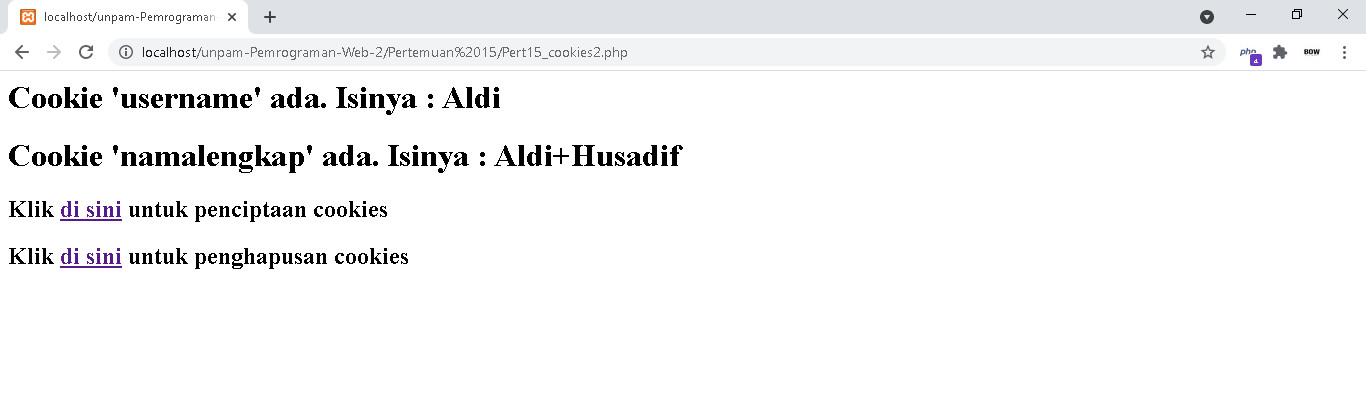 localhost/unpam-Pemrograman-
localhost/unpam-Pemrograman-Web-2/Pertemuan%2015/Pert15_cookies2.php
php
4
BOW
Cookie 'username' ada. Isinya : Aldi
Cookie 'namalengkap' ada. Isinya : Aldi+Husadif
Klik di sini untuk penciptaan cookies
Klik di sini untuk penghapusan cookies